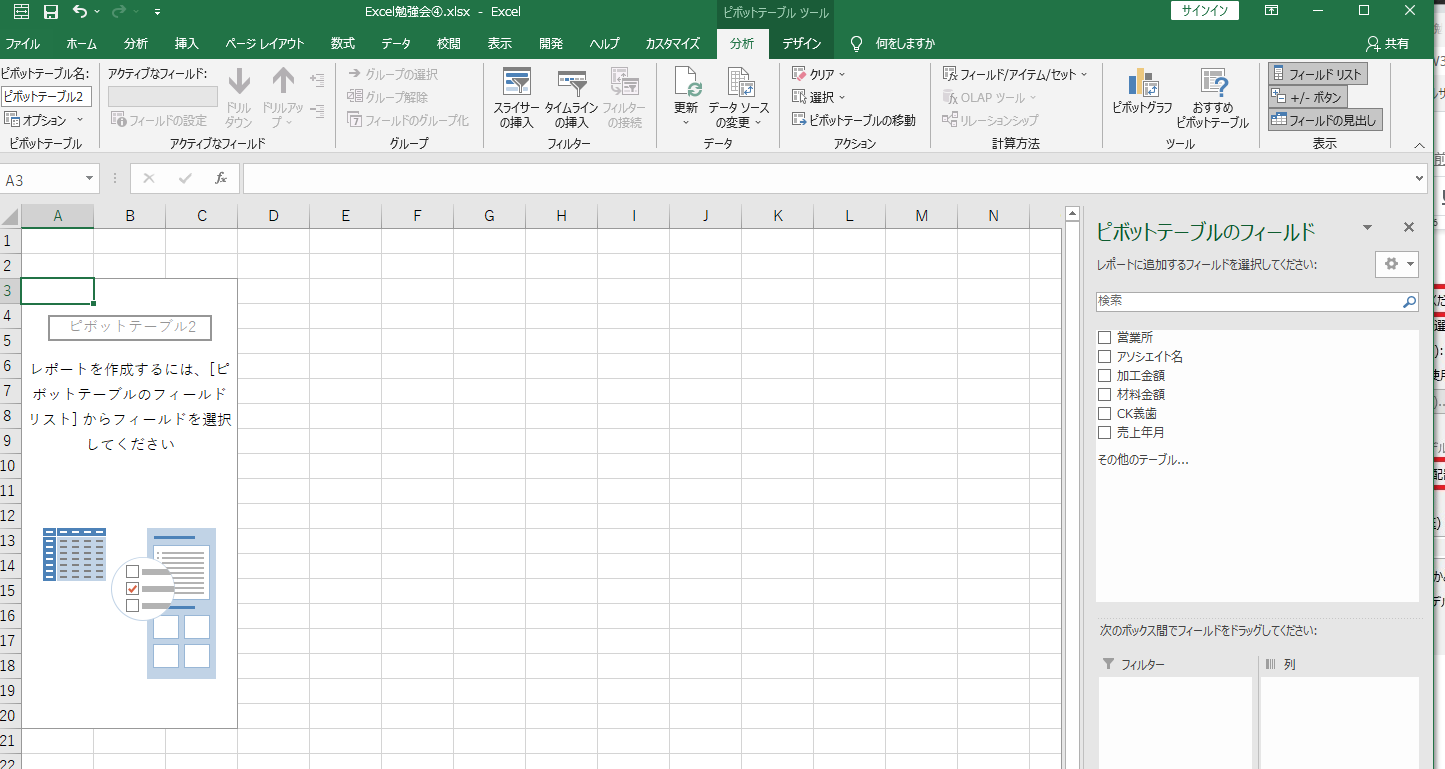 Excel勉強会④.xlsx - Excel
ピボットテーブル ツール
サインイン
ファイル ホーム 分析 挿入 ページ レイアウト 数式 データ 校閲 表示 開発 ヘルプ カスタマイズ 分析 デザイン 何をしますか 共有
ピボットテーブル名:
ピボットテーブル2
オプション
ピボットテーブル
アクティブなフィールド:
ドリルダウン
ドリルアップ
フィールドの設定
アクティブなフィールド
グループの選択
グループ解除
フィールドのグループ化
グループ
スライサーの挿入
タイムラインの挿入
フィルターの接続
フィルター
更新
データ ソースの変更
データ
クリア
選択
ピボットテーブルの移動
アクション
フィールド/アイテム/セット
OLAP ツール
リレーションシップ
計算方法
ピボットグラフ
おすすめ
ピボットテーブル
ツール
フィールド リスト
+/- ボタン
フィールドの見出し
表示
A3
fx
A B C D E F G H I J K L M N
1
2
3
4
5
6
7
8
9
10
11
12
13
14
15
16
17
18
19
20
21
22
ピボットテーブル2
レポートを作成するには、[ピ
ボットテーブルのフィールド
リスト] からフィールドを選択
してください
ピボットテーブルのフィールド
レポートに追加するフィールドを選択してください:
検索
営業所
アソシエイト名
加工金額
材料金額
CK義歯
売上年月
その他のテーブル...
次のボックス間でフィールドをドラッグしてください:
フィルター
列